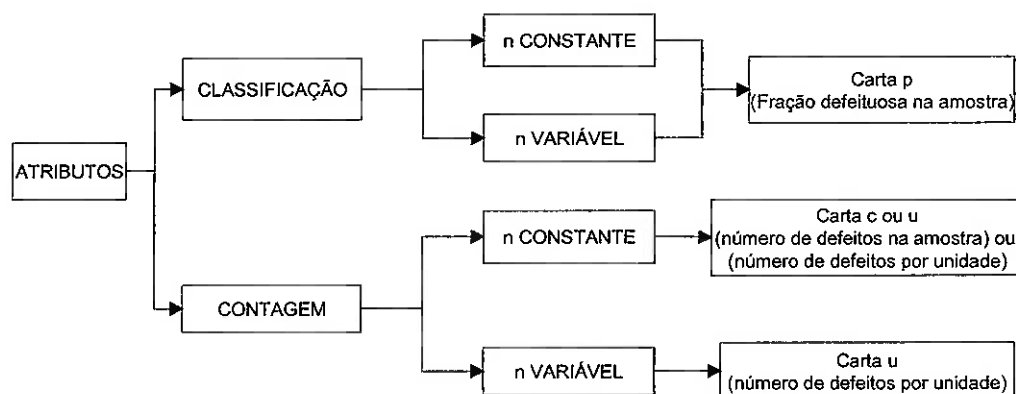 ATRIBUTOS
CLASSIFICAÇÃO
n CONSTANTE
n VARIÁVEL
Carta p
(Fração defeituosa na amostra)
CONTAGEM
n CONSTANTE
Carta c ou u
(número de defeitos na amostra) ou
(número de defeitos por unidade)
n VARIÁVEL
Carta u
(número de defeitos por unidade)